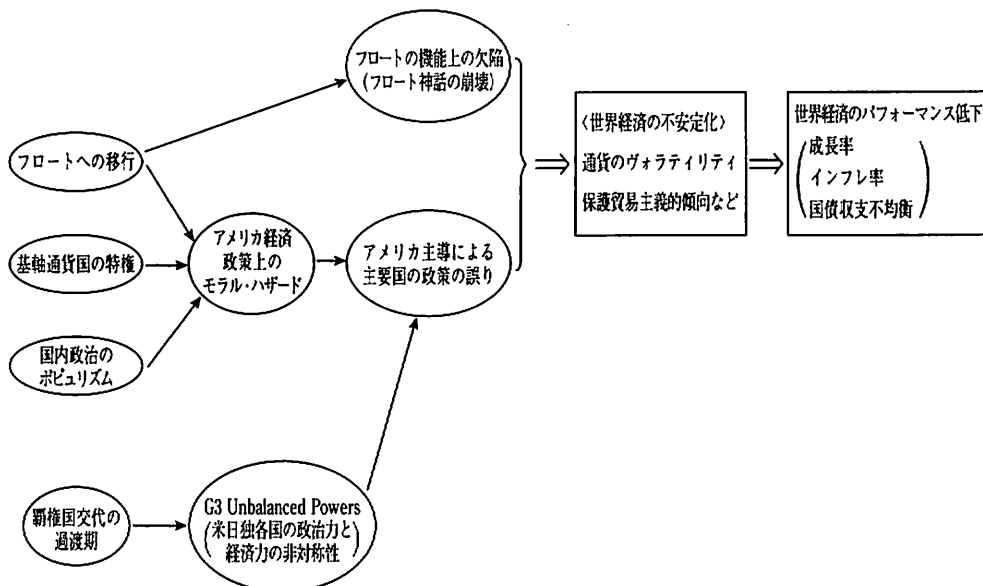 フロートの機能上の欠陥
(フロート神話の崩壊)
〈世界経済の不安定化〉
通貨のヴォラティリティ
保護貿易主義的傾向など
世界経済のパフォーマンス低下
成長率
インフレ率
国債収支不均衡
フロートへの移行
基軸通貨国の特権
アメリカ経済
政策上の
モラル・ハザード
アメリカ主導による
主要国の政策の誤り
国内政治の
ポピュリズム
覇権国交代の
過渡期
G3 Unbalanced Powers
(米日独各国の政治力と
経済力の非対称性)